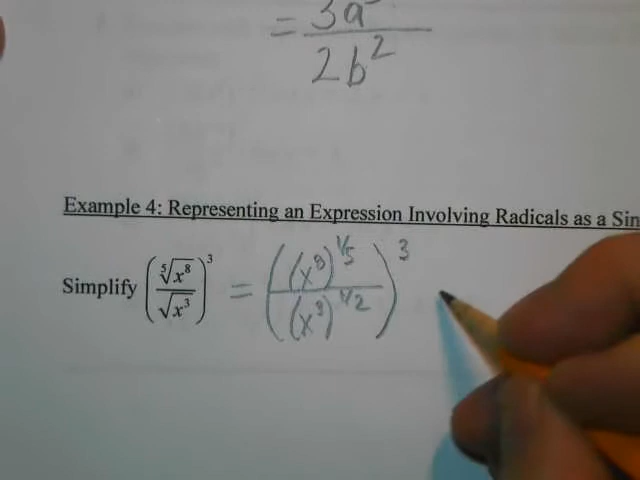 = 3a / 2b²
Example 4: Representing an Expression Involving Radicals as a Sin
Simplify (⁵√x⁸ / √x³)³ = ((x⁸)^1/5 / (x³)^1/2)³